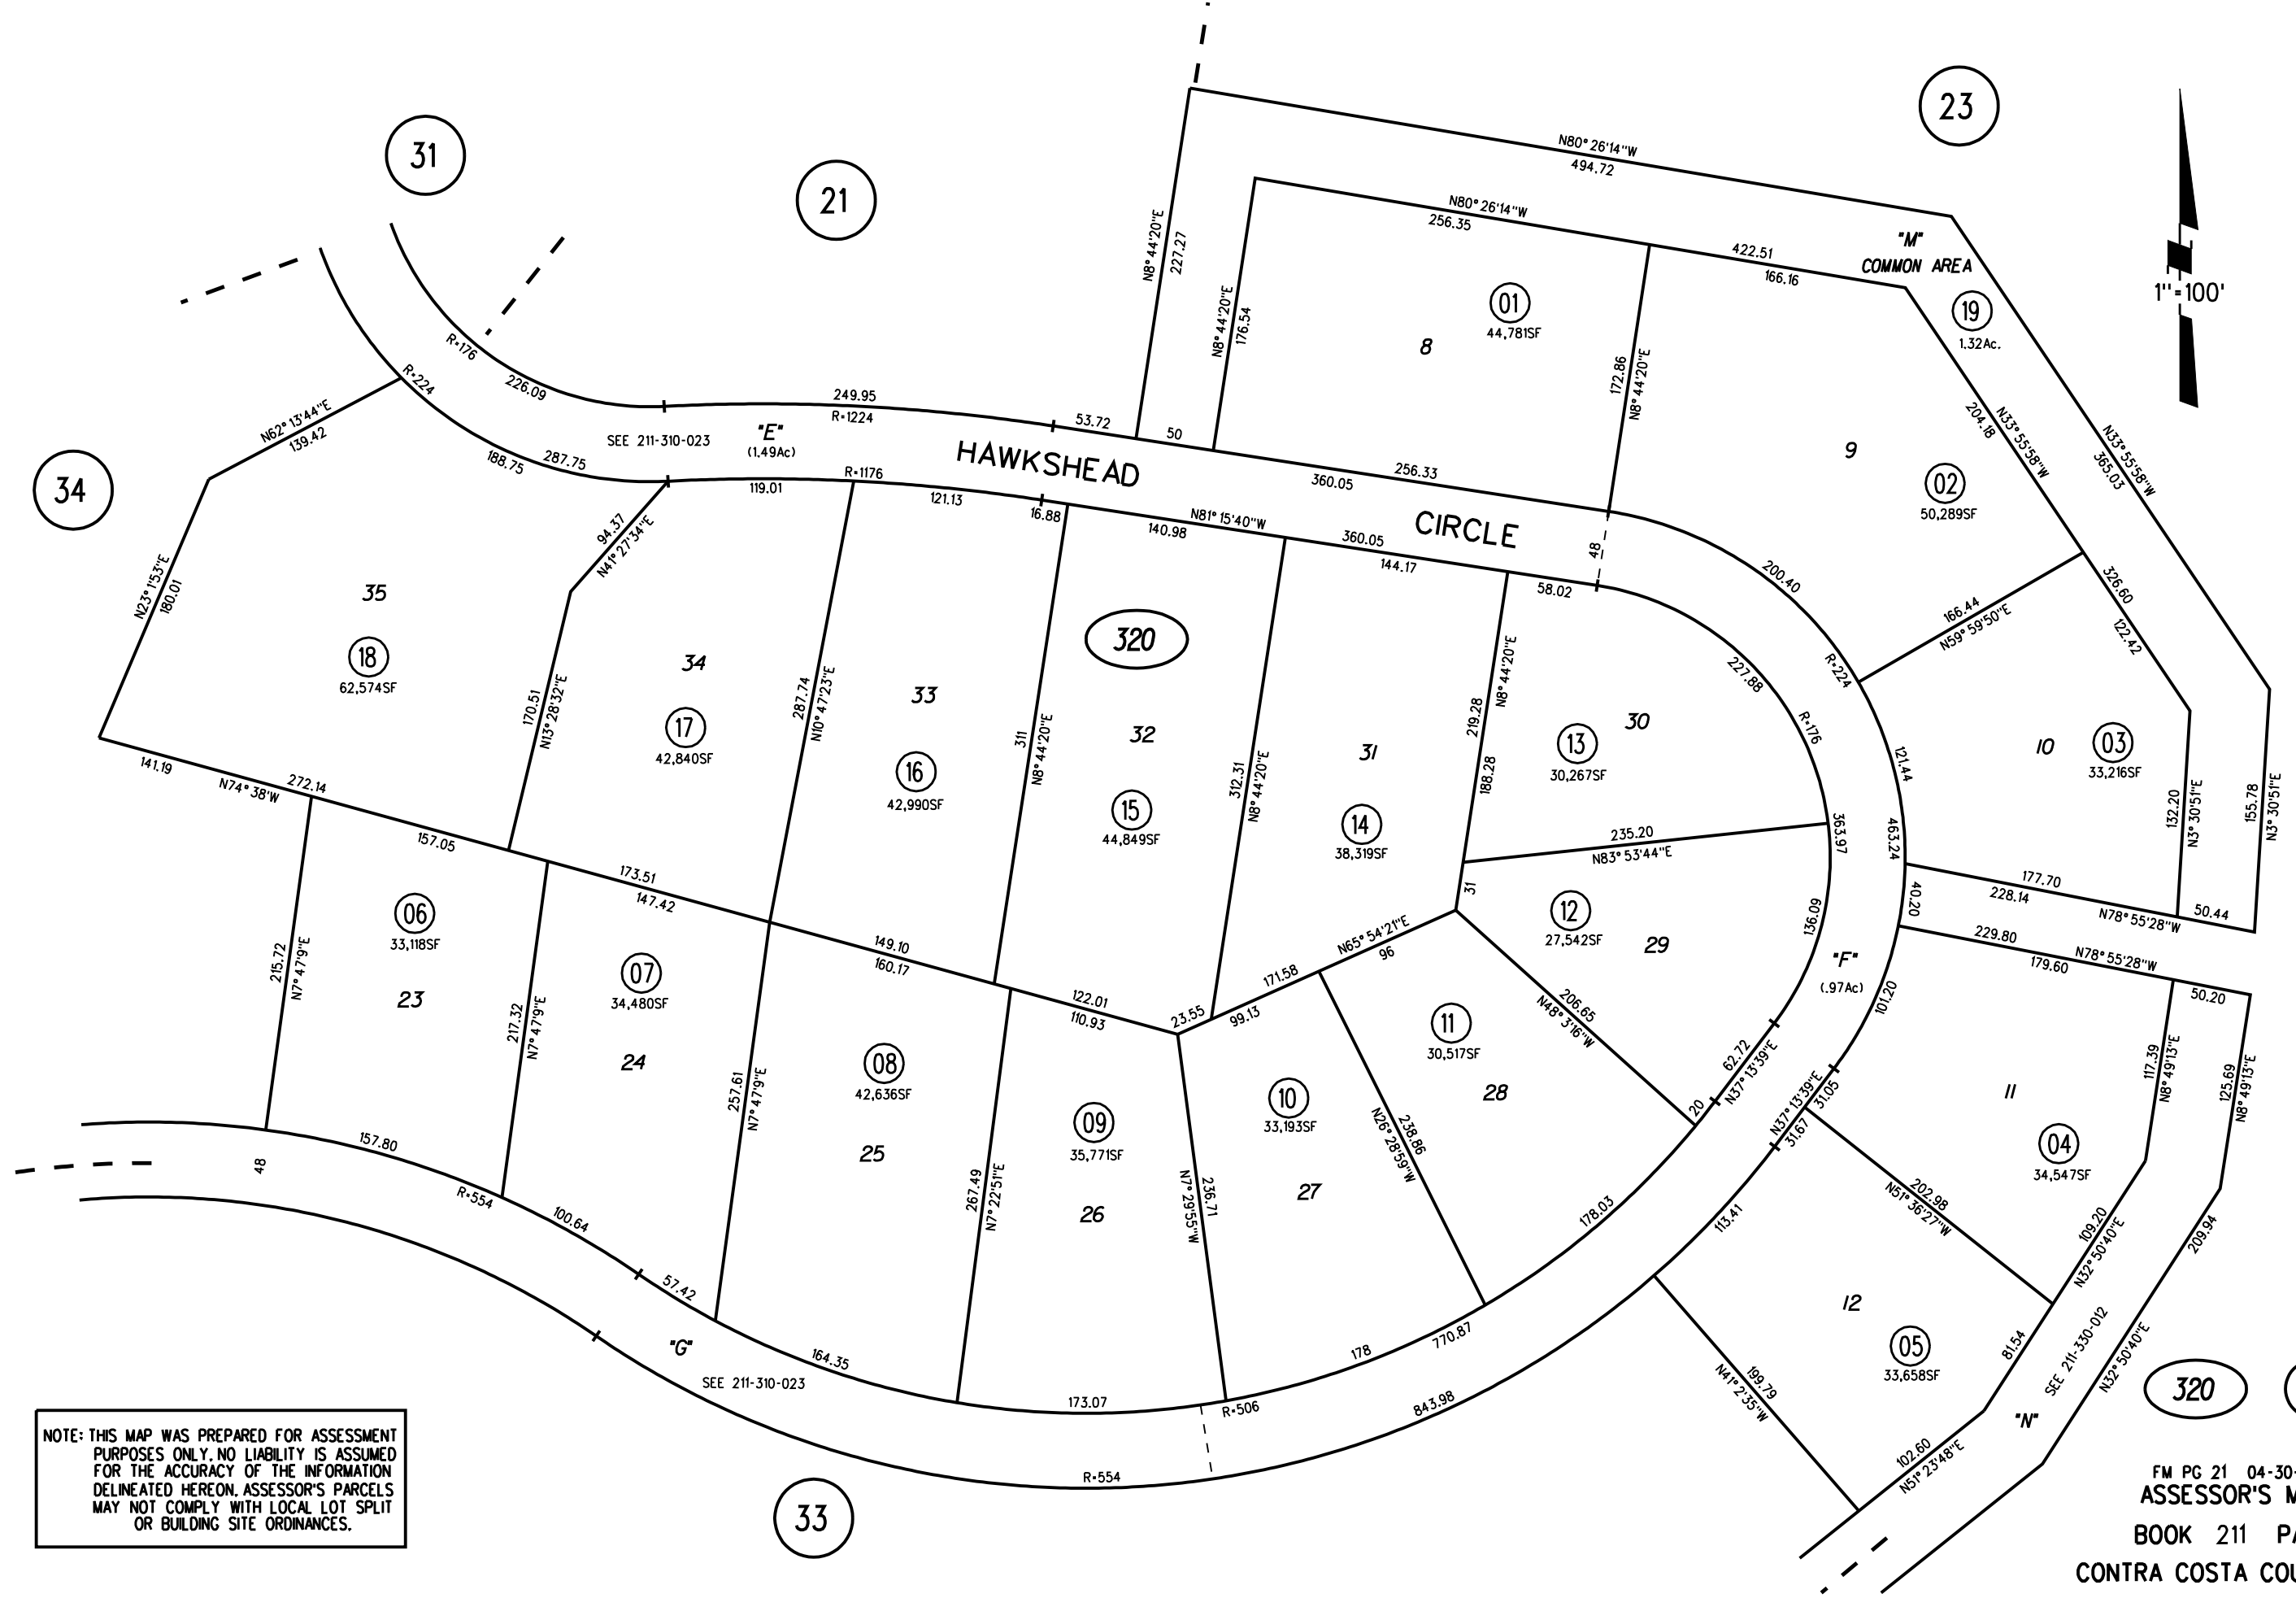 31
21
23
34
33
1"=100'
N80°26'14"W
494.72
N8°44'20"E
227.27
N80°26'14"W
256.35
422.51
166.16
"M"
COMMON AREA
19
1.32Ac.
N8°44'20"E
176.54
01
44,781SF
8
172.86
N8°44'20"E
9
02
50,289SF
204.18
N33°55'58"W
N33°55'58"W
365.03
R=176
226.09
R=224
188.75
287.75
N62°13'44"E
139.42
249.95
R=1224
53.72
50
SEE 211-310-023
"E"
(1.49Ac)
HAWKSHEAD
CIRCLE
256.33
360.05
R=1176
119.01
121.13
16.88
140.98
N81°15'40"W
360.05
144.17
58.02
48
200.40
R=224
166.44
N59°59'50"E
326.60
122.42
N23°1'53"E
180.01
35
18
62,574SF
94.37
N41°27'34"E
34
17
42,840SF
170.51
N13°28'32"E
287.74
N10°47'23"E
33
16
42,990SF
311
N8°44'20"E
320
32
15
44,849SF
312.31
N8°44'20"E
31
14
38,319SF
219.28
188.28
N8°44'20"E
13
30
30,267SF
227.88
R=176
121.44
10
03
33,216SF
132.20
N3°30'51"E
155.78
N3°30'51"E
141.19
272.14
N74°38'W
157.05
173.51
147.42
149.10
160.17
122.01
110.93
235.20
N83°53'44"E
363.97
463.24
31
12
27,542SF
29
136.09
"F"
(.97Ac)
40.20
177.70
228.14
N78°55'28"W
50.44
229.80
N78°55'28"W
179.60
50.20
101.20
06
33,118SF
23
215.72
N7°47'9"E
07
34,480SF
24
217.32
N7°47'9"E
08
42,636SF
25
257.61
N7°47'9"E
09
35,771SF
26
267.49
N7°22'51"E
23.55
171.58
N65°54'21"E
96
99.13
10
33,193SF
27
236.71
N7°29'55"W
11
30,517SF
28
238.86
N26°28'59"W
206.65
N48°3'16"W
62.72
N37°13'39"E
20
N37°13'39"E
31.05
31.67
11
04
34,547SF
117.39
N8°49'13"E
125.69
N8°49'13"E
202.98
N51°36'27"W
109.20
N32°50'40"E
209.94
12
05
33,658SF
81.54
SEE 211-330-012
N32°50'40"E
199.79
N41°2'35"W
102.60
N51°23'48"E
"N"
157.80
48
R=554
100.64
57.42
"G"
SEE 211-310-023
164.35
173.07
R=506
178
770.87
178.03
113.41
843.98
R=554
320
NOTE: THIS MAP WAS PREPARED FOR ASSESSMENT
PURPOSES ONLY. NO LIABILITY IS ASSUMED
FOR THE ACCURACY OF THE INFORMATION
DELINEATED HEREON. ASSESSOR'S PARCELS
MAY NOT COMPLY WITH LOCAL LOT SPLIT
OR BUILDING SITE ORDINANCES.
FM PG 21 04-30-
ASSESSOR'S M
BOOK 211 PA
CONTRA COSTA COU